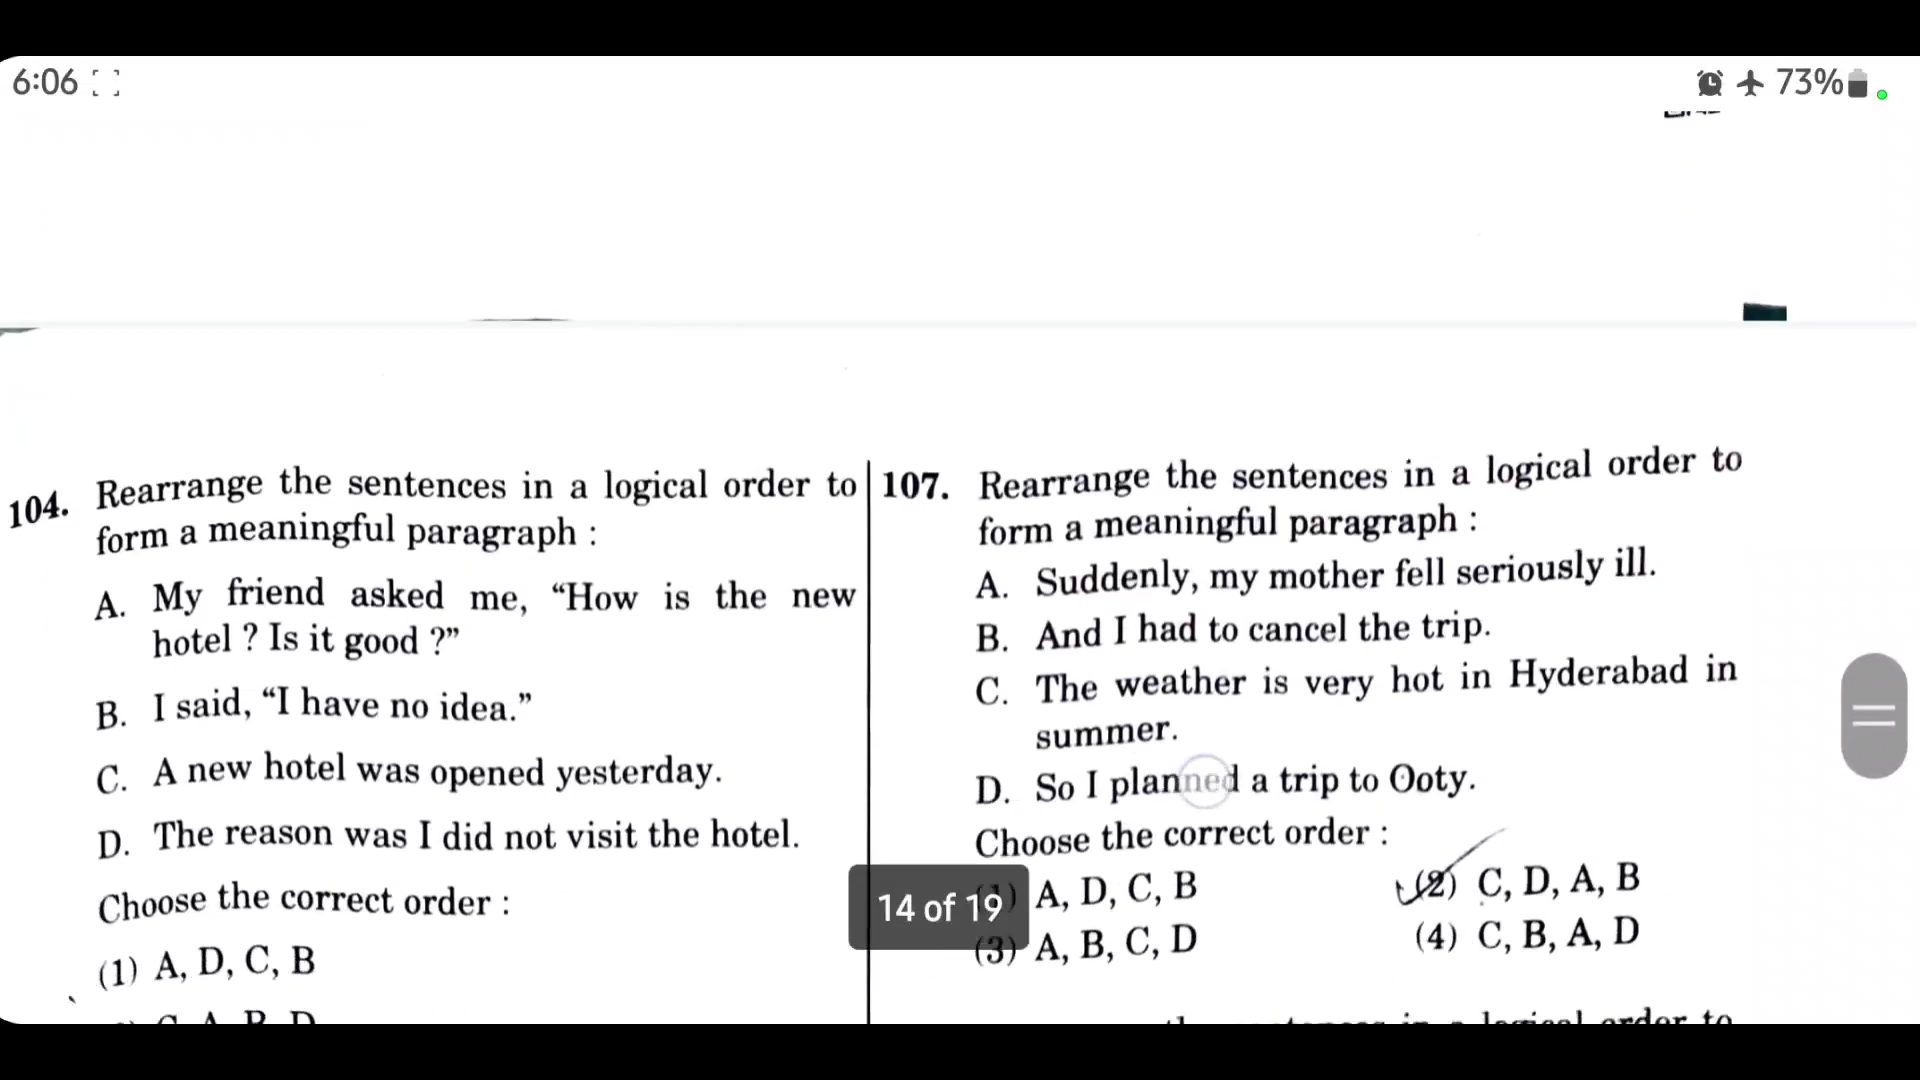 6:06
73%
104. Rearrange the sentences in a logical order to
form a meaningful paragraph :
A. My friend asked me, “How is the new
hotel ? Is it good ?”
B. I said, “I have no idea.”
C. A new hotel was opened yesterday.
D. The reason was I did not visit the hotel.
Choose the correct order :
(1) A, D, C, B
C A B D
107. Rearrange the sentences in a logical order to
form a meaningful paragraph :
A. Suddenly, my mother fell seriously ill.
B. And I had to cancel the trip.
C. The weather is very hot in Hyderabad in
summer.
D. So I planned a trip to Ooty.
Choose the correct order :
(1) A, D, C, B (2) C, D, A, B
(3) A, B, C, D (4) C, B, A, D
in a logical order to
14 of 19